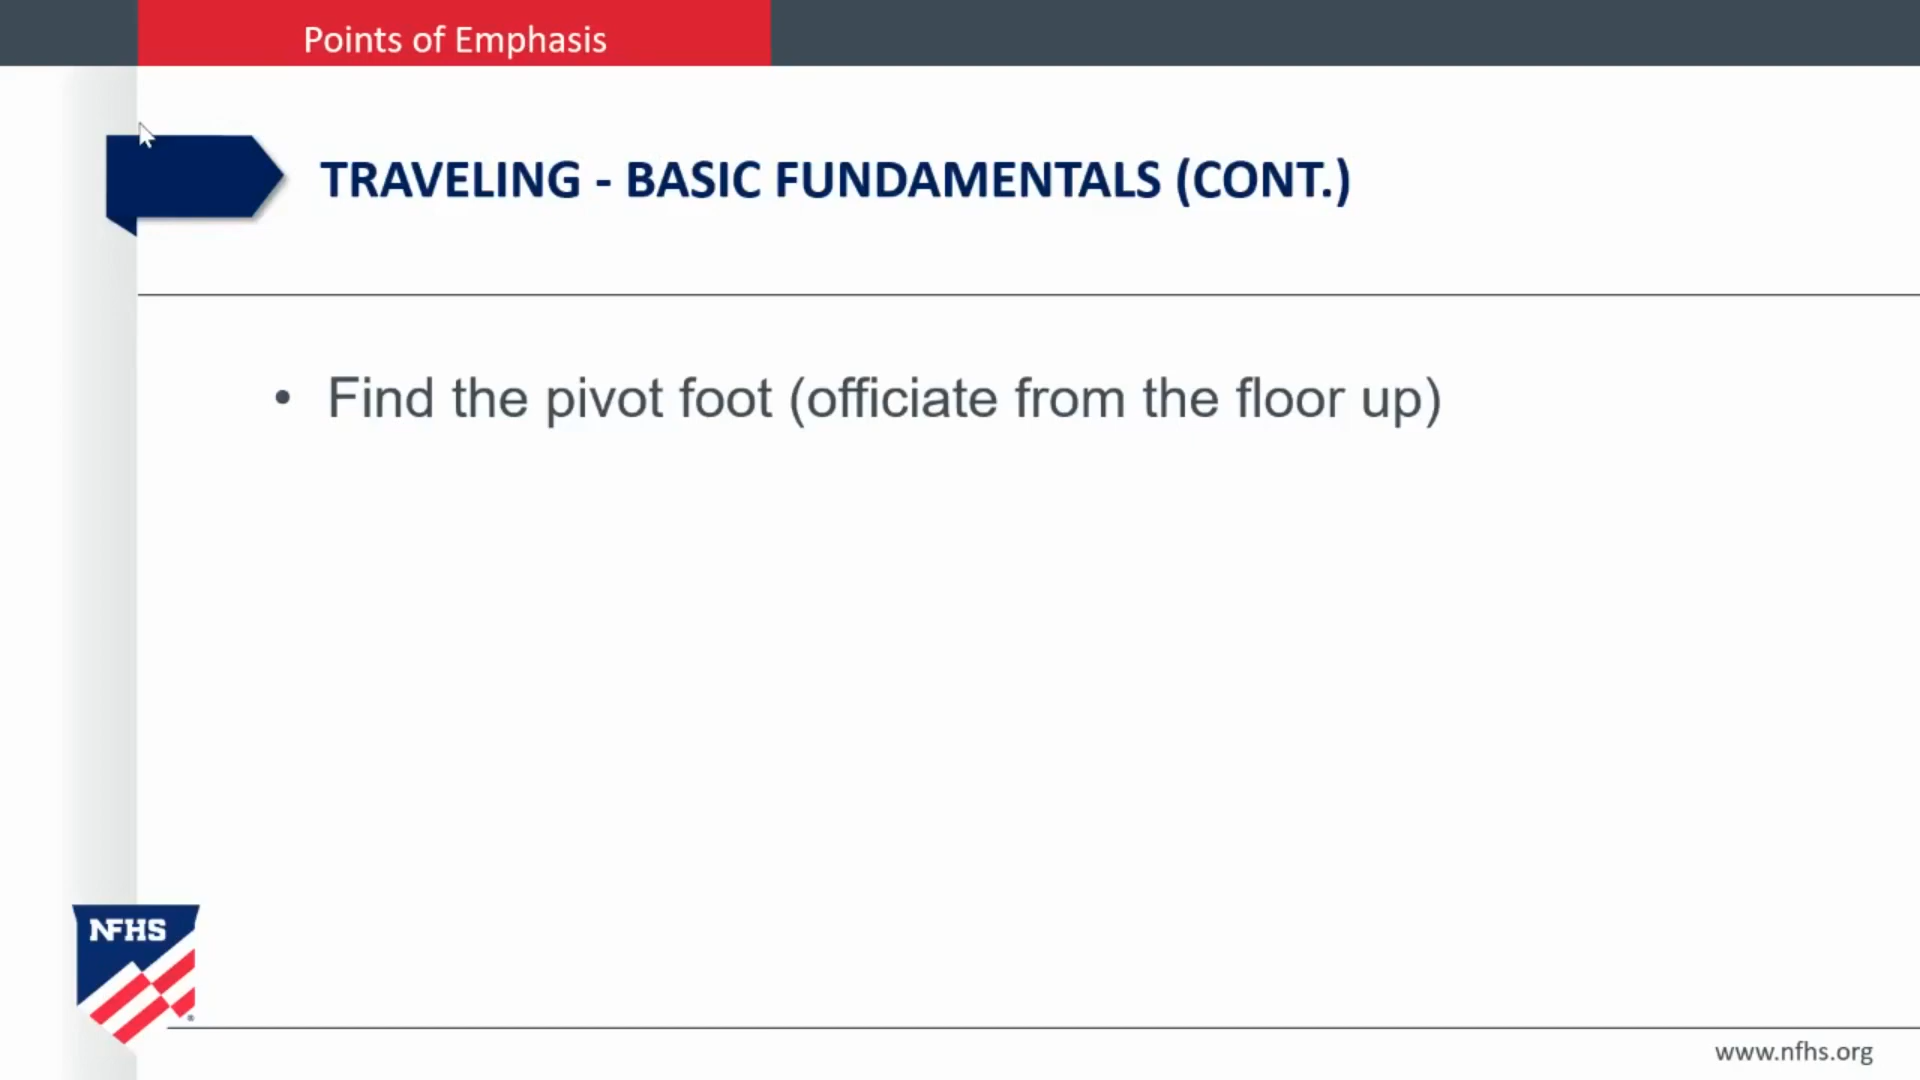 Points of Emphasis
TRAVELING - BASIC FUNDAMENTALS (CONT.)
• Find the pivot foot (officiate from the floor up)
NFHS
®
www.nfhs.org